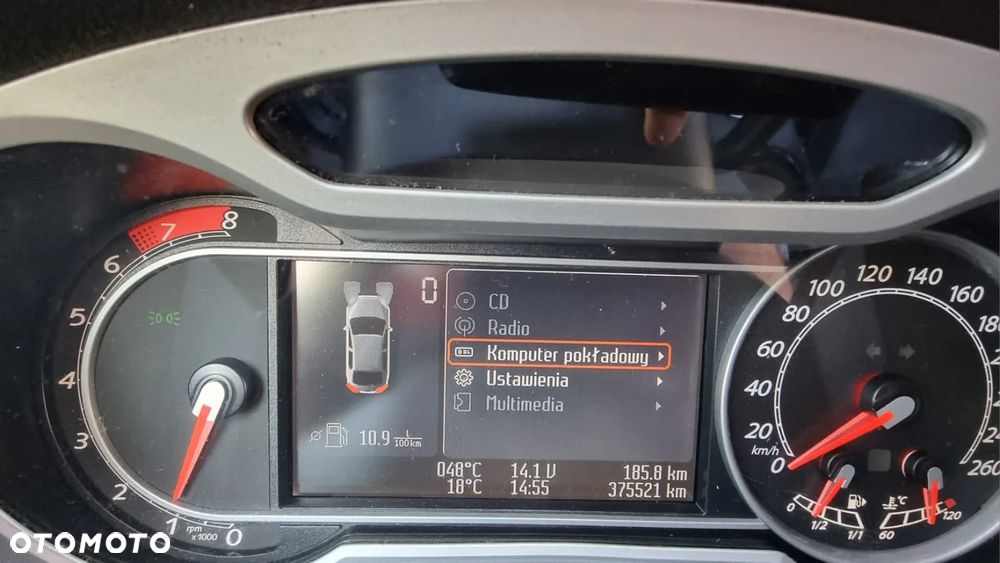 8
7
6
5
4
3
2
1
0
rpm
x1000
0
CD
Radio
Komputer pokładowy
Ustawienia
Multimedia
10.9 l/100km
048°C 14.1 V 185.8 km
18°C 14:55 375521 km
0
20
40
60
80
100
120
140
160
260
km/h
0 1/2 1/1
60 °C 120
OTOMOTO